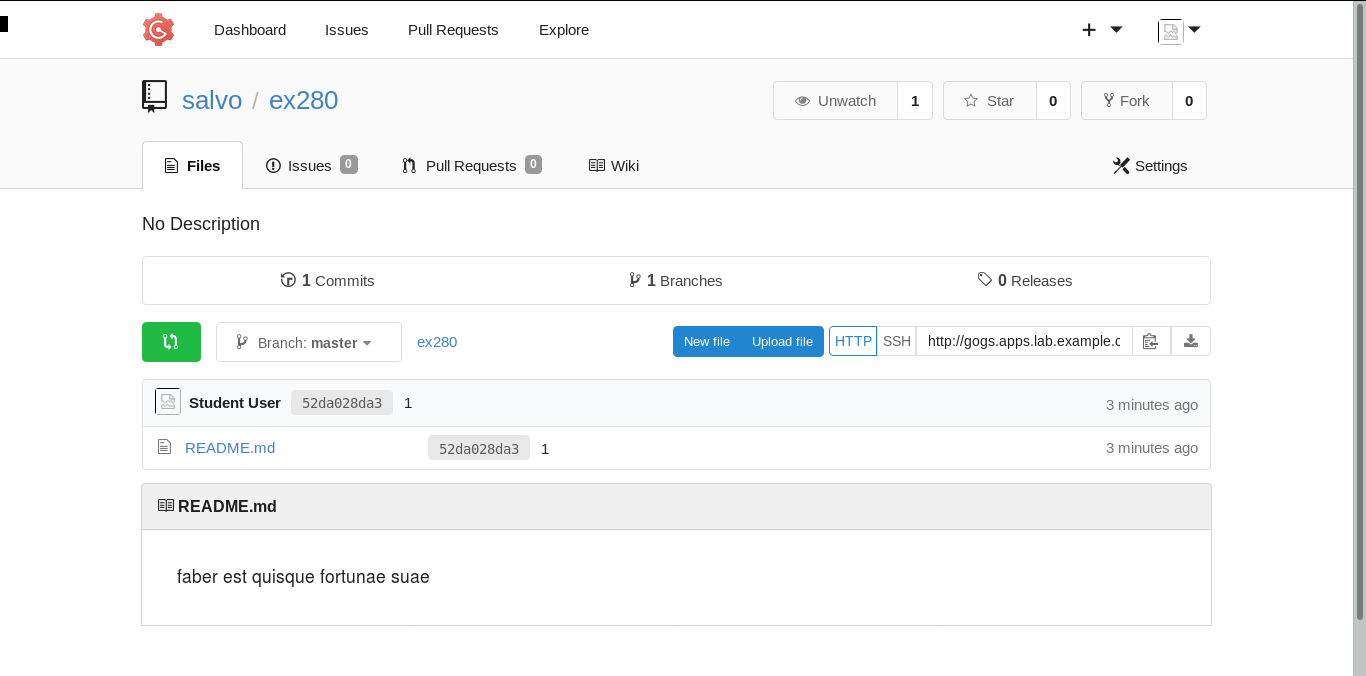 Dashboard Issues Pull Requests Explore
salvo / ex280
Unwatch 1 Star 0 Fork 0
Files Issues 0 Pull Requests 0 Wiki Settings
No Description
1 Commits 1 Branches 0 Releases
Branch: master ex280 New file Upload file HTTP SSH http://gogs.apps.lab.example.c
Student User 52da028da3 1 3 minutes ago
README.md 52da028da3 1 3 minutes ago
README.md
faber est quisque fortunae suae